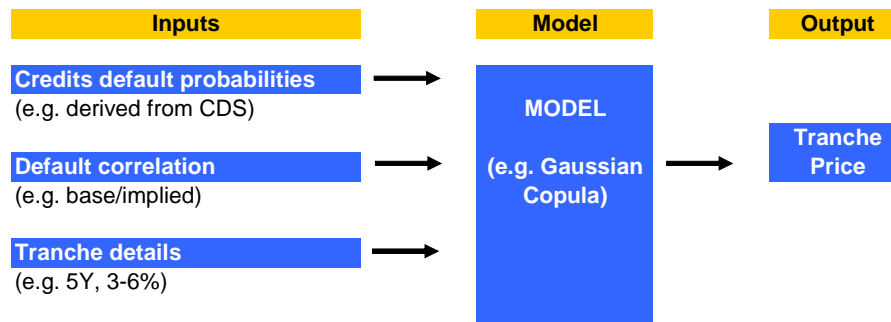 Inputs
Model
Output
Credits default probabilities
(e.g. derived from CDS)
Default correlation
(e.g. base/implied)
Tranche details
(e.g. 5Y, 3-6%)
MODEL
(e.g. Gaussian
Copula)
Tranche
Price